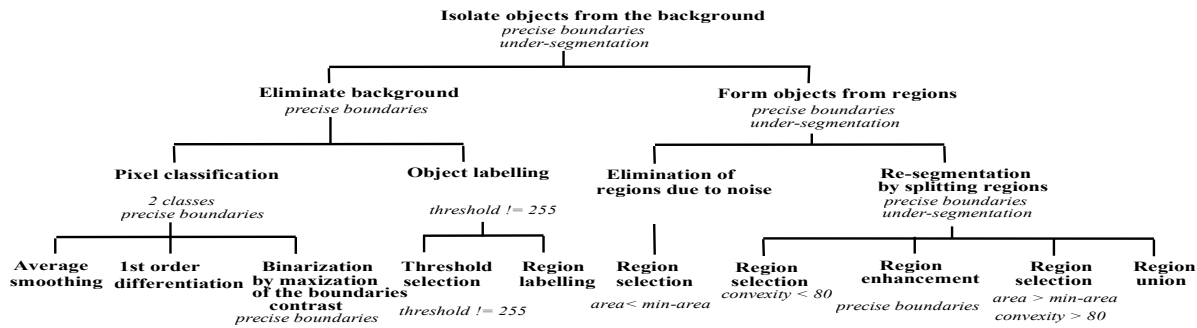 Isolate objects from the background
precise boundaries
under-segmentation
Eliminate background
precise boundaries
Form objects from regions
precise boundaries
under-segmentation
Pixel classification
2 classes
precise boundaries
Object labelling
threshold != 255
Elimination of
regions due to noise
Re-segmentation
by splitting regions
precise boundaries
under-segmentation
Average
smoothing
1st order
differentiation
Binarization
by maxization
of the boundaries
contrast
precise boundaries
Threshold
selection
threshold != 255
Region
labelling
Region
selection
area< min-area
Region
selection
convexity < 80
Region
enhancement
precise boundaries
Region
selection
area > min-area
convexity > 80
Region
union